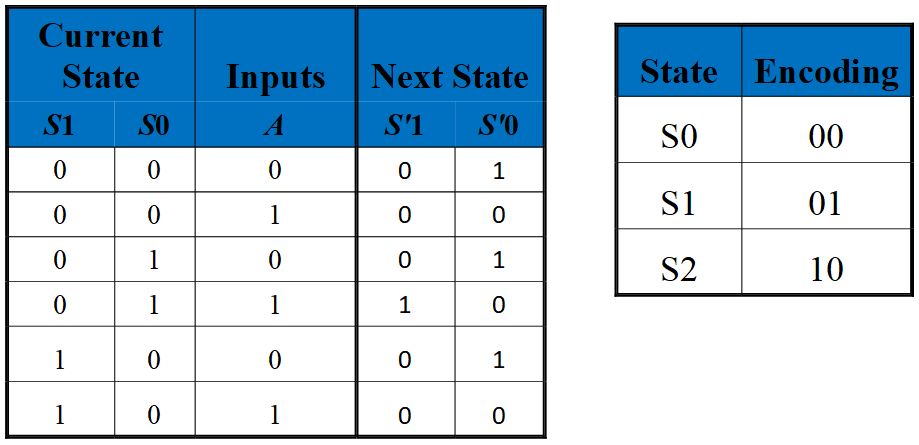 Current State Inputs Next State
S1 S0 A S'1 S'0
0 0 0 0 1
0 0 1 0 0
0 1 0 0 1
0 1 1 1 0
1 0 0 0 1
1 0 1 0 0
State Encoding
S0 00
S1 01
S2 10